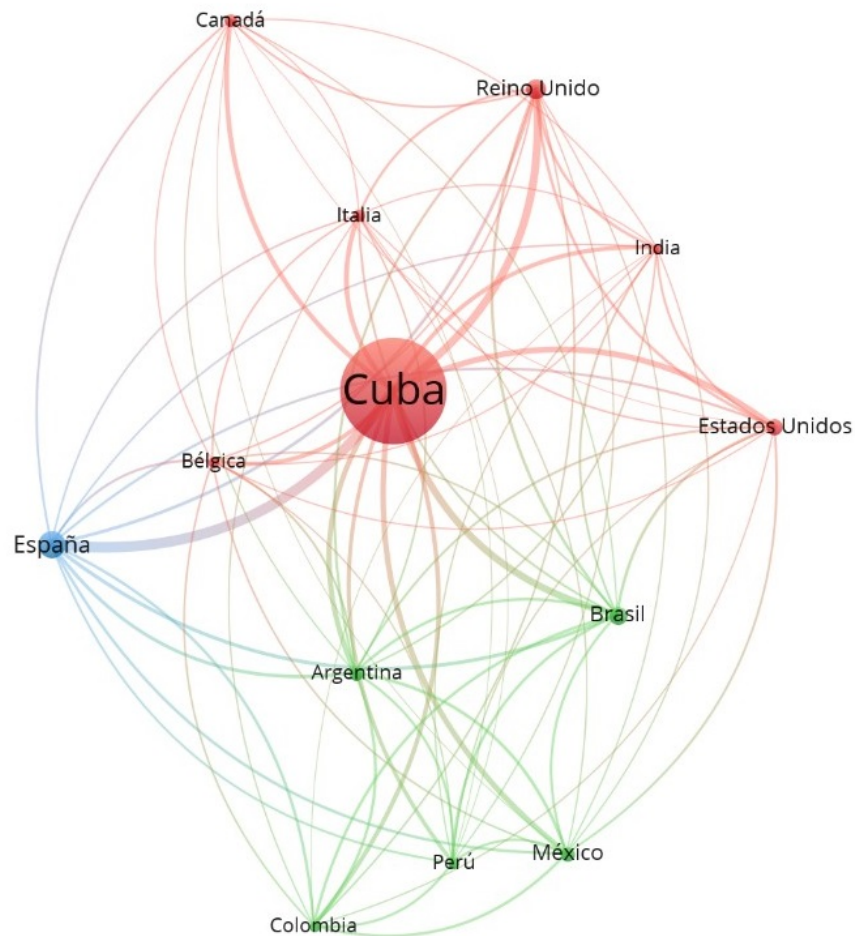 Canadá
Reino Unido
Italia
India
Cuba
Estados Unidos
Bélgica
España
Brasil
Argentina
México
Perú
Colombia